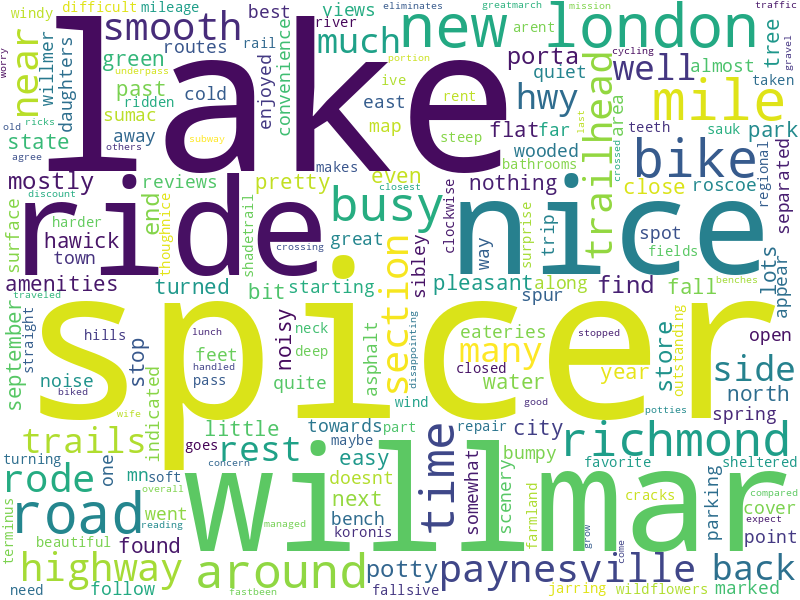 windy difficult mileage river best views greatmarch mission traffic
smooth new london arent eliminates
willmer daughters green routes rail much porta cycling gravel
near lake enjoyed convenience hwy quiet tree well almost worry
past ridden ive rent last trailhead underpass portion
sumac cold east mile taken
old ricks state away map steep flat far area teeth sauk park
agree others subway makes wooded bathrooms crossed bike separated
mostly reviews pretty even nothing close roscoe regional
discount surface harder ride busy nice clockwise
hawick end thoughnice shadetrail great section sibley way trip surprise spot fields
town crossing
amenities turned bit starting pleasant along find fall lots appear
traveled spur benches
september straight hills spicer lunch neck noisy asphalt disappointing eateries stopped store outstanding open
noise stop feet handled deep many closed year north
biked pass quite water side
wife wind good potties spring
trails indicated little towards part repair city richmond
goes rest maybe easy time somewhat scenery bumpy
turning mn one soft concern willmar doesnt favorite sheltered
rode overall went next compared
terminus reading road found managed bench koronis farmland cracks parking cover expect point
beautiful grow come
highway around potty paynesville back
need follow fastbeen fallsive jarring wildflowers marked